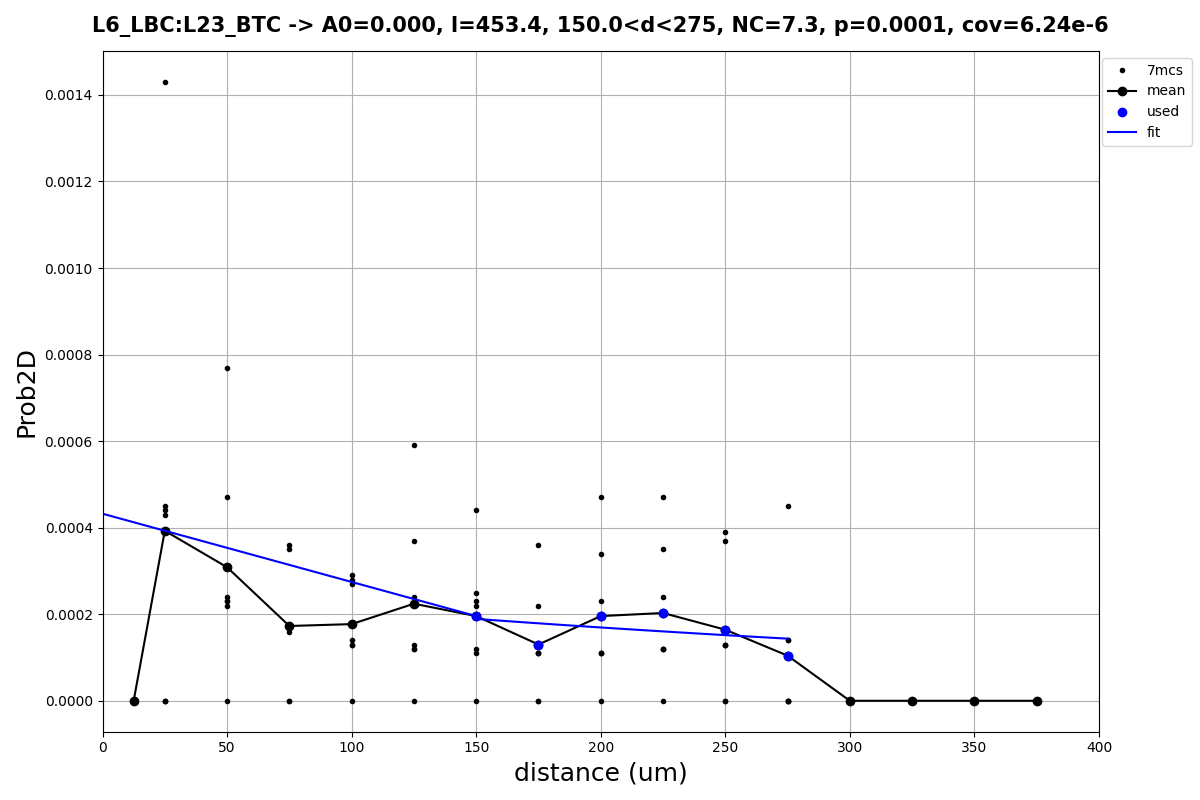 L6_LBC:L23_BTC -> A0=0.000, l=453.4, 150.0<d<275, NC=7.3, p=0.0001, cov=6.24e-6
7mcs
mean
used
fit
Prob2D
0.0014
0.0012
0.0010
0.0008
0.0006
0.0004
0.0002
0.0000
0 50 100 150 200 250 300 350 400
distance (um)